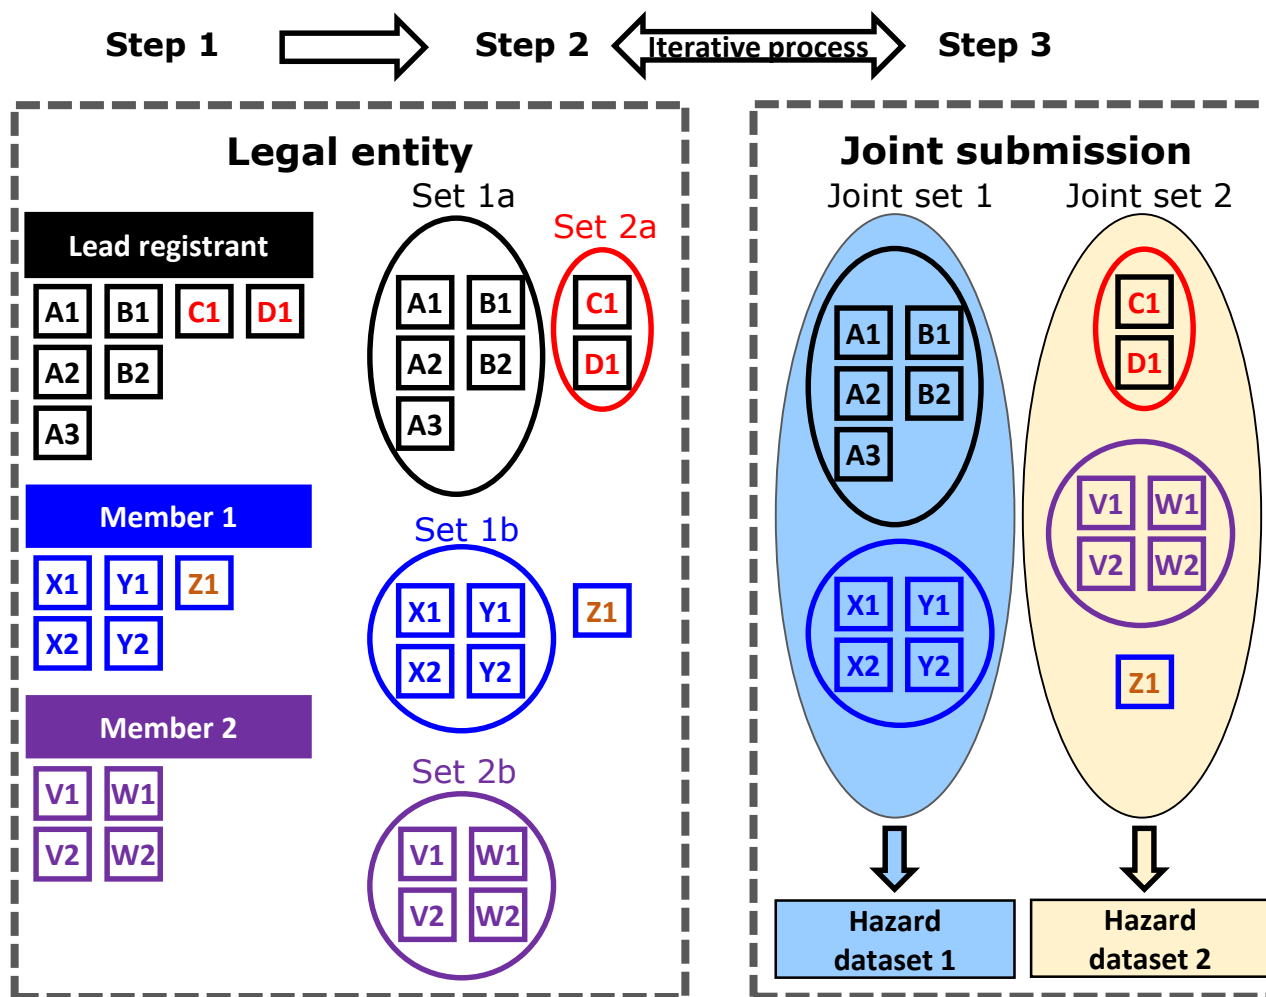 Step 1
Step 2
Iterative process
Step 3
Legal entity
Set 1a
Set 2a
Lead registrant
A1 B1 C1 D1
A2 B2
A3
A1 B1
A2 B2
A3
C1
D1
Member 1
X1 Y1 Z1
X2 Y2
Set 1b
X1 Y1
X2 Y2
Z1
Member 2
V1 W1
V2 W2
Set 2b
V1 W1
V2 W2
Joint submission
Joint set 1
Joint set 2
A1 B1
A2 B2
A3
X1 Y1
X2 Y2
C1
D1
V1 W1
V2 W2
Z1
Hazard
dataset 1
Hazard
dataset 2